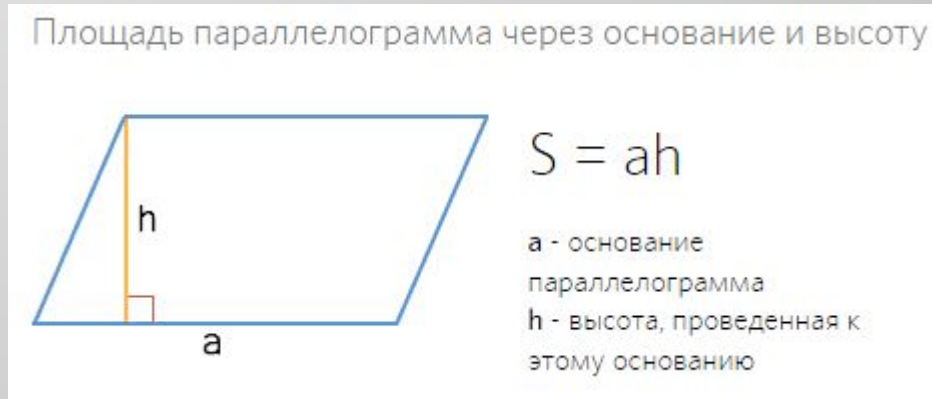 Площадь параллелограмма через основание и высоту
S = ah
h
a - основание
параллелограмма
h - высота, проведенная к
этому основанию
a